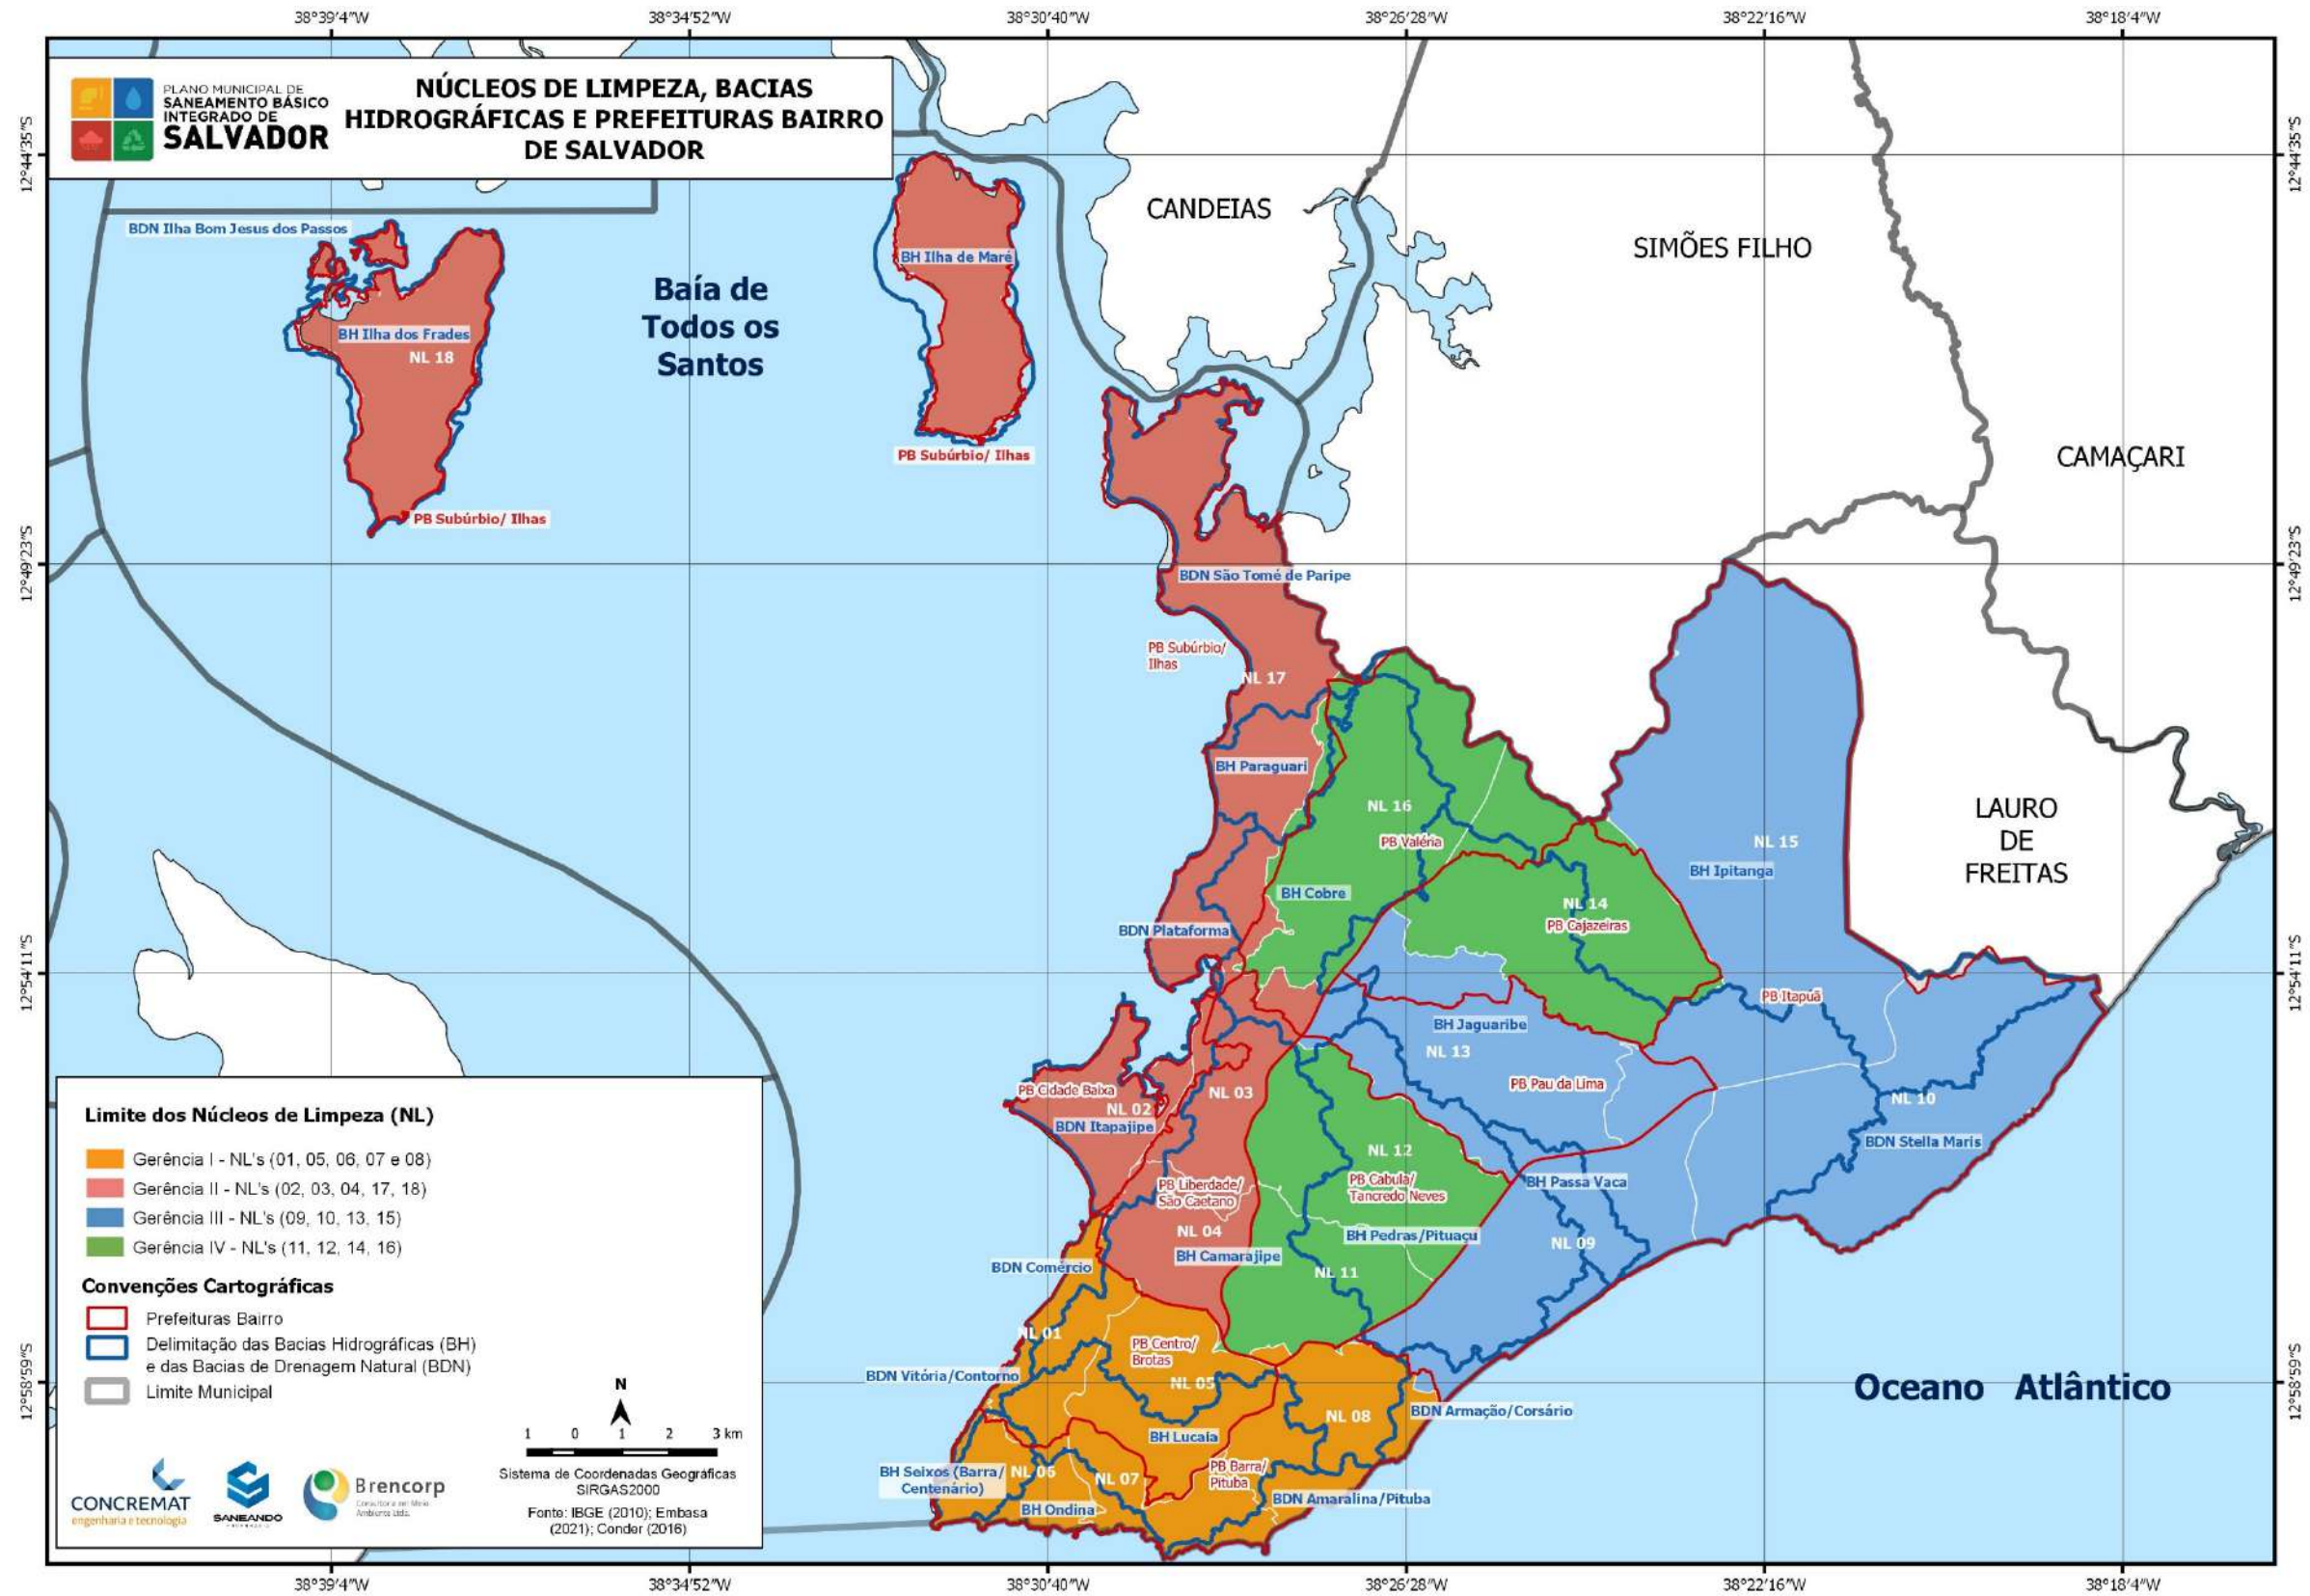 38°39'4"W
38°34'52"W
38°30'40"W
38°26'28"W
38°22'16"W
38°18'4"W
PLANO MUNICIPAL DE
SANEAMENTO BÁSICO
INTEGRADO DE
SALVADOR
NÚCLEOS DE LIMPEZA, BACIAS
HIDROGRÁFICAS E PREFEITURAS BAIRRO
DE SALVADOR
12°44'35"S
12°44'35"S
CANDEIAS
SIMÕES FILHO
BDN Ilha Bom Jesus dos Passos
BH Ilha de Maré
Baía de
Todos os
Santos
BH Ilha dos Frades
NL 18
PB Subúrbio/ Ilhas
CAMAÇARI
PB Subúrbio/ Ilhas
12°49'23"S
12°49'23"S
BDN São Tomé de Paripe
PB Subúrbio/
Ilhas
NL 17
BH Paraguari
NL 16
PB Valéria
NL 15
BH Ipitanga
LAURO
DE
FREITAS
BH Cobre
NL 14
PB Cajazeiras
BDN Plataforma
12°54'11"S
12°54'11"S
PB Itapuã
BH Jaguaribe
NL 13
PB Pau da Lima
PB Cidade Baixa
NL 02
BDN Itapajipe
NL 03
NL 10
BDN Stella Maris
NL 12
PB Cabula/
Tancredo Neves
BH Passa Vaca
PB Liberdade/
São Caetano
NL 04
BH Camarajipe
BH Pedras/Pituaçu
NL 09
NL 11
BDN Comércio
NL 01
PB Centro/
Brotas
NL 05
BDN Vitória/Contorno
12°58'59"S
12°58'59"S
Oceano Atlântico
NL 08
BDN Armação/Corsário
BH Lucaia
BH Seixos (Barra/
Centenário)
NL 06
NL 07
PB Barra/
Pituba
BH Ondina
BDN Amaralina/Pituba
Limite dos Núcleos de Limpeza (NL)
Gerência I - NL's (01, 05, 06, 07 e 08)
Gerência II - NL's (02, 03, 04, 17, 18)
Gerência III - NL's (09, 10, 13, 15)
Gerência IV - NL's (11, 12, 14, 16)
Convenções Cartográficas
Prefeituras Bairro
Delimitação das Bacias Hidrográficas (BH)
e das Bacias de Drenagem Natural (BDN)
Limite Municipal
N
1 0 1 2 3 km
Sistema de Coordenadas Geográficas
SIRGAS2000
Fonte: IBGE (2010); Embasa
(2021); Conder (2016)
CONCREMAT
engenharia e tecnologia
SANEANDO
Brencorp
Consultoria em Meio
Ambiente Ltda.
38°39'4"W
38°34'52"W
38°30'40"W
38°26'28"W
38°22'16"W
38°18'4"W